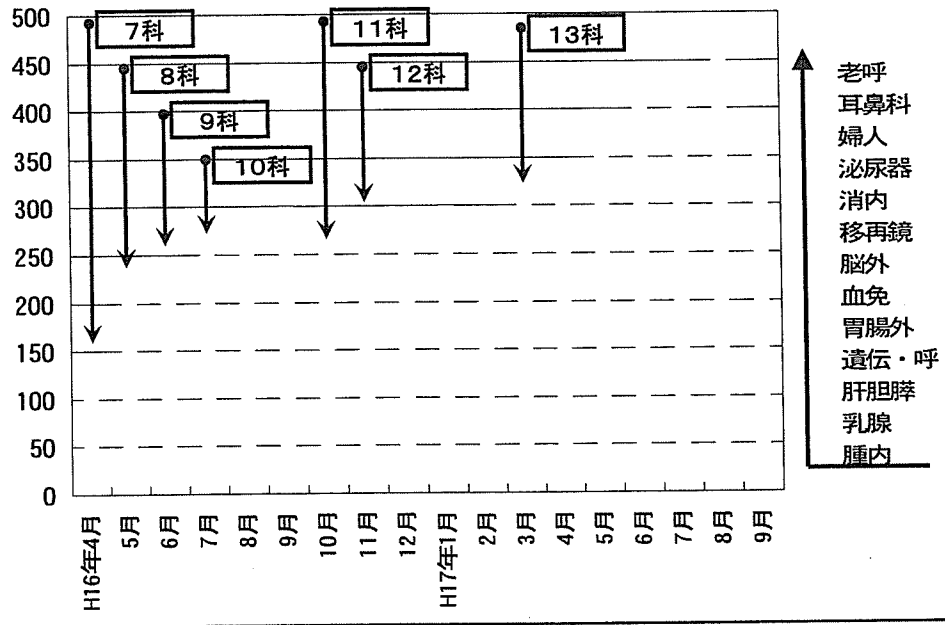 500
450
400
350
300
250
200
150
100
50
0
7科
8科
9科
10科
11科
12科
13科
H16年4月
5月
6月
7月
8月
9月
10月
11月
12月
H17年1月
2月
3月
4月
5月
6月
7月
8月
9月
老呼
耳鼻科
婦人
泌尿器
消内
移再鏡
脳外
血免
胃腸外
遺伝・呼
肝胆膵
乳腺
腫内